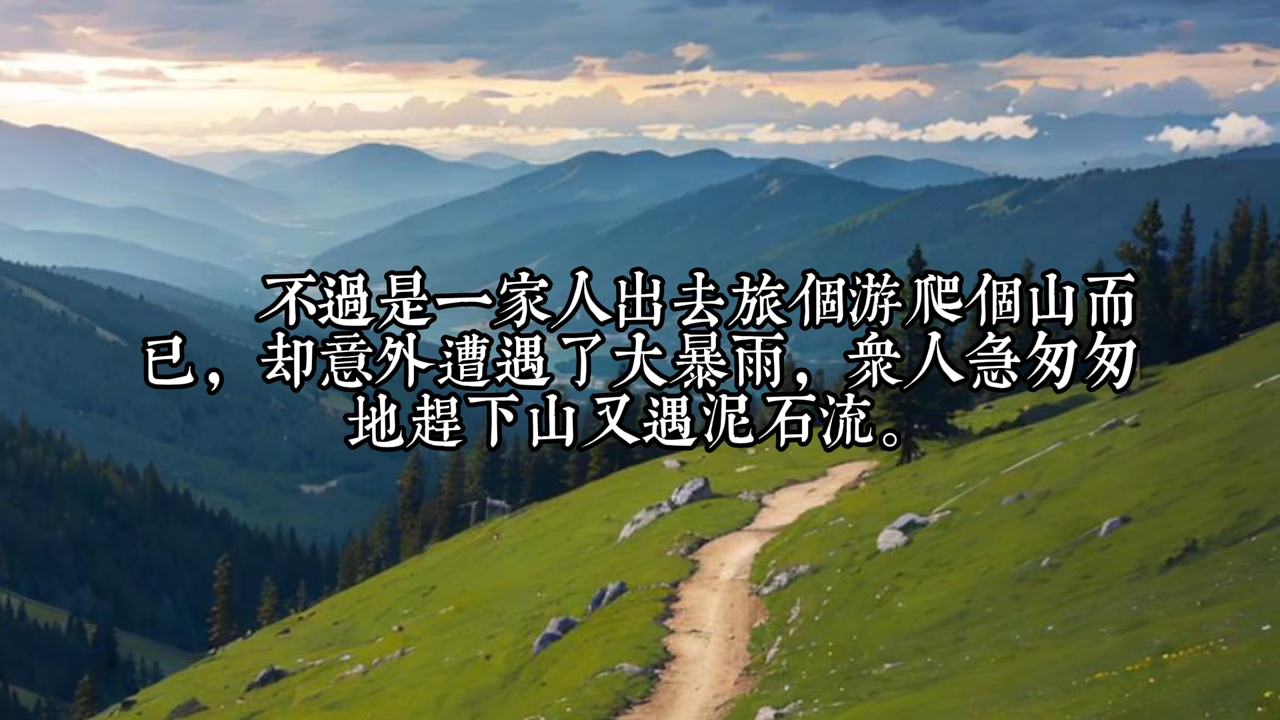 不過是一家人出去旅個游爬個山而
已，却意外遭遇了大暴雨，衆人急匆匆
地趕下山又遇泥石流。